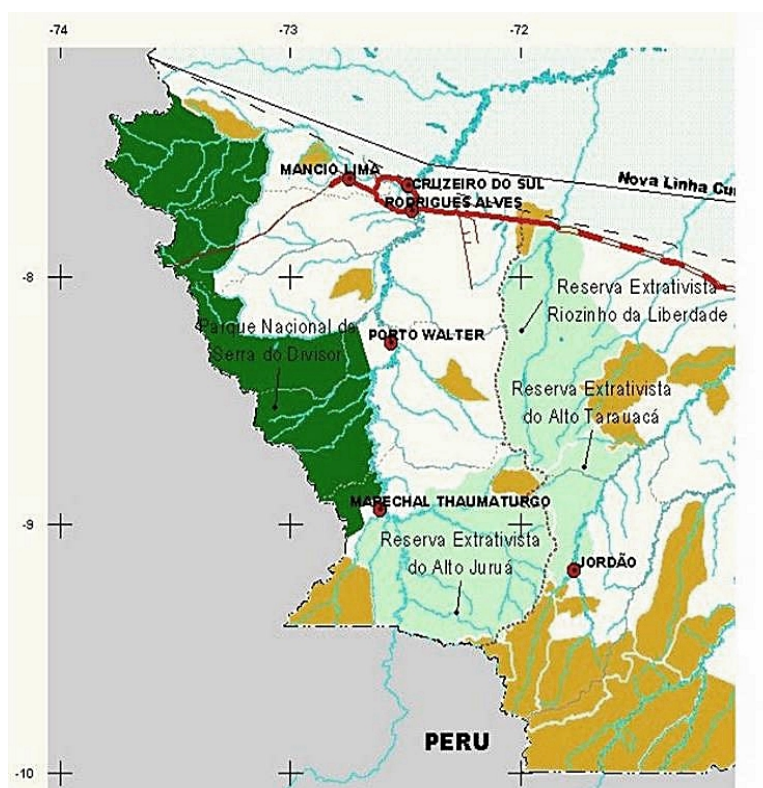 -74
-73
-72
MANCIO LIMA
CRUZEIRO DO SUL
RODRIGUES ALVES
Nova Linha Cu
-8
Reserva Extrativista
Riozinho da Liberdade
Parque Nacional da
Serra do Divisor
PORTO WALTER
Reserva Extrativista
do Alto Tarauacá
MARECHAL THAUMATURGO
-9
Reserva Extrativista
do Alto Juruá
JORDÃO
PERU
-10